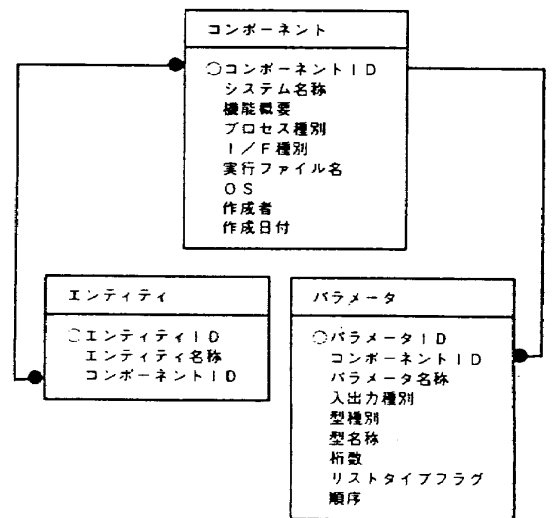 コンポーネント
○コンポーネントID
システム名称
機能概要
プロセス種別
I/F種別
実行ファイル名
OS
作成者
作成日付
エンティティ
○エンティティID
エンティティ名称
コンポーネントID
パラメータ
○パラメータID
コンポーネントID
パラメータ名称
入出力種別
型種別
型名称
桁数
リストタイプフラグ
順序